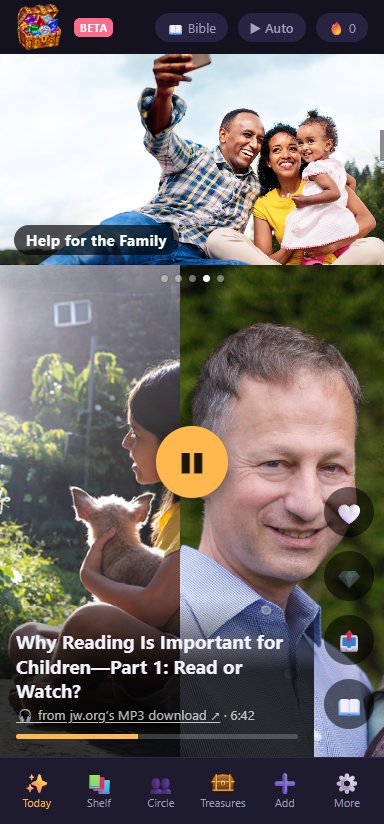 BETA
Bible
Auto
0
Help for the Family
Why Reading Is Important for
Children—Part 1: Read or
Watch?
from jw.org's MP3 download ↗ · 6:42
Today
Shelf
Circle
Treasures
Add
More